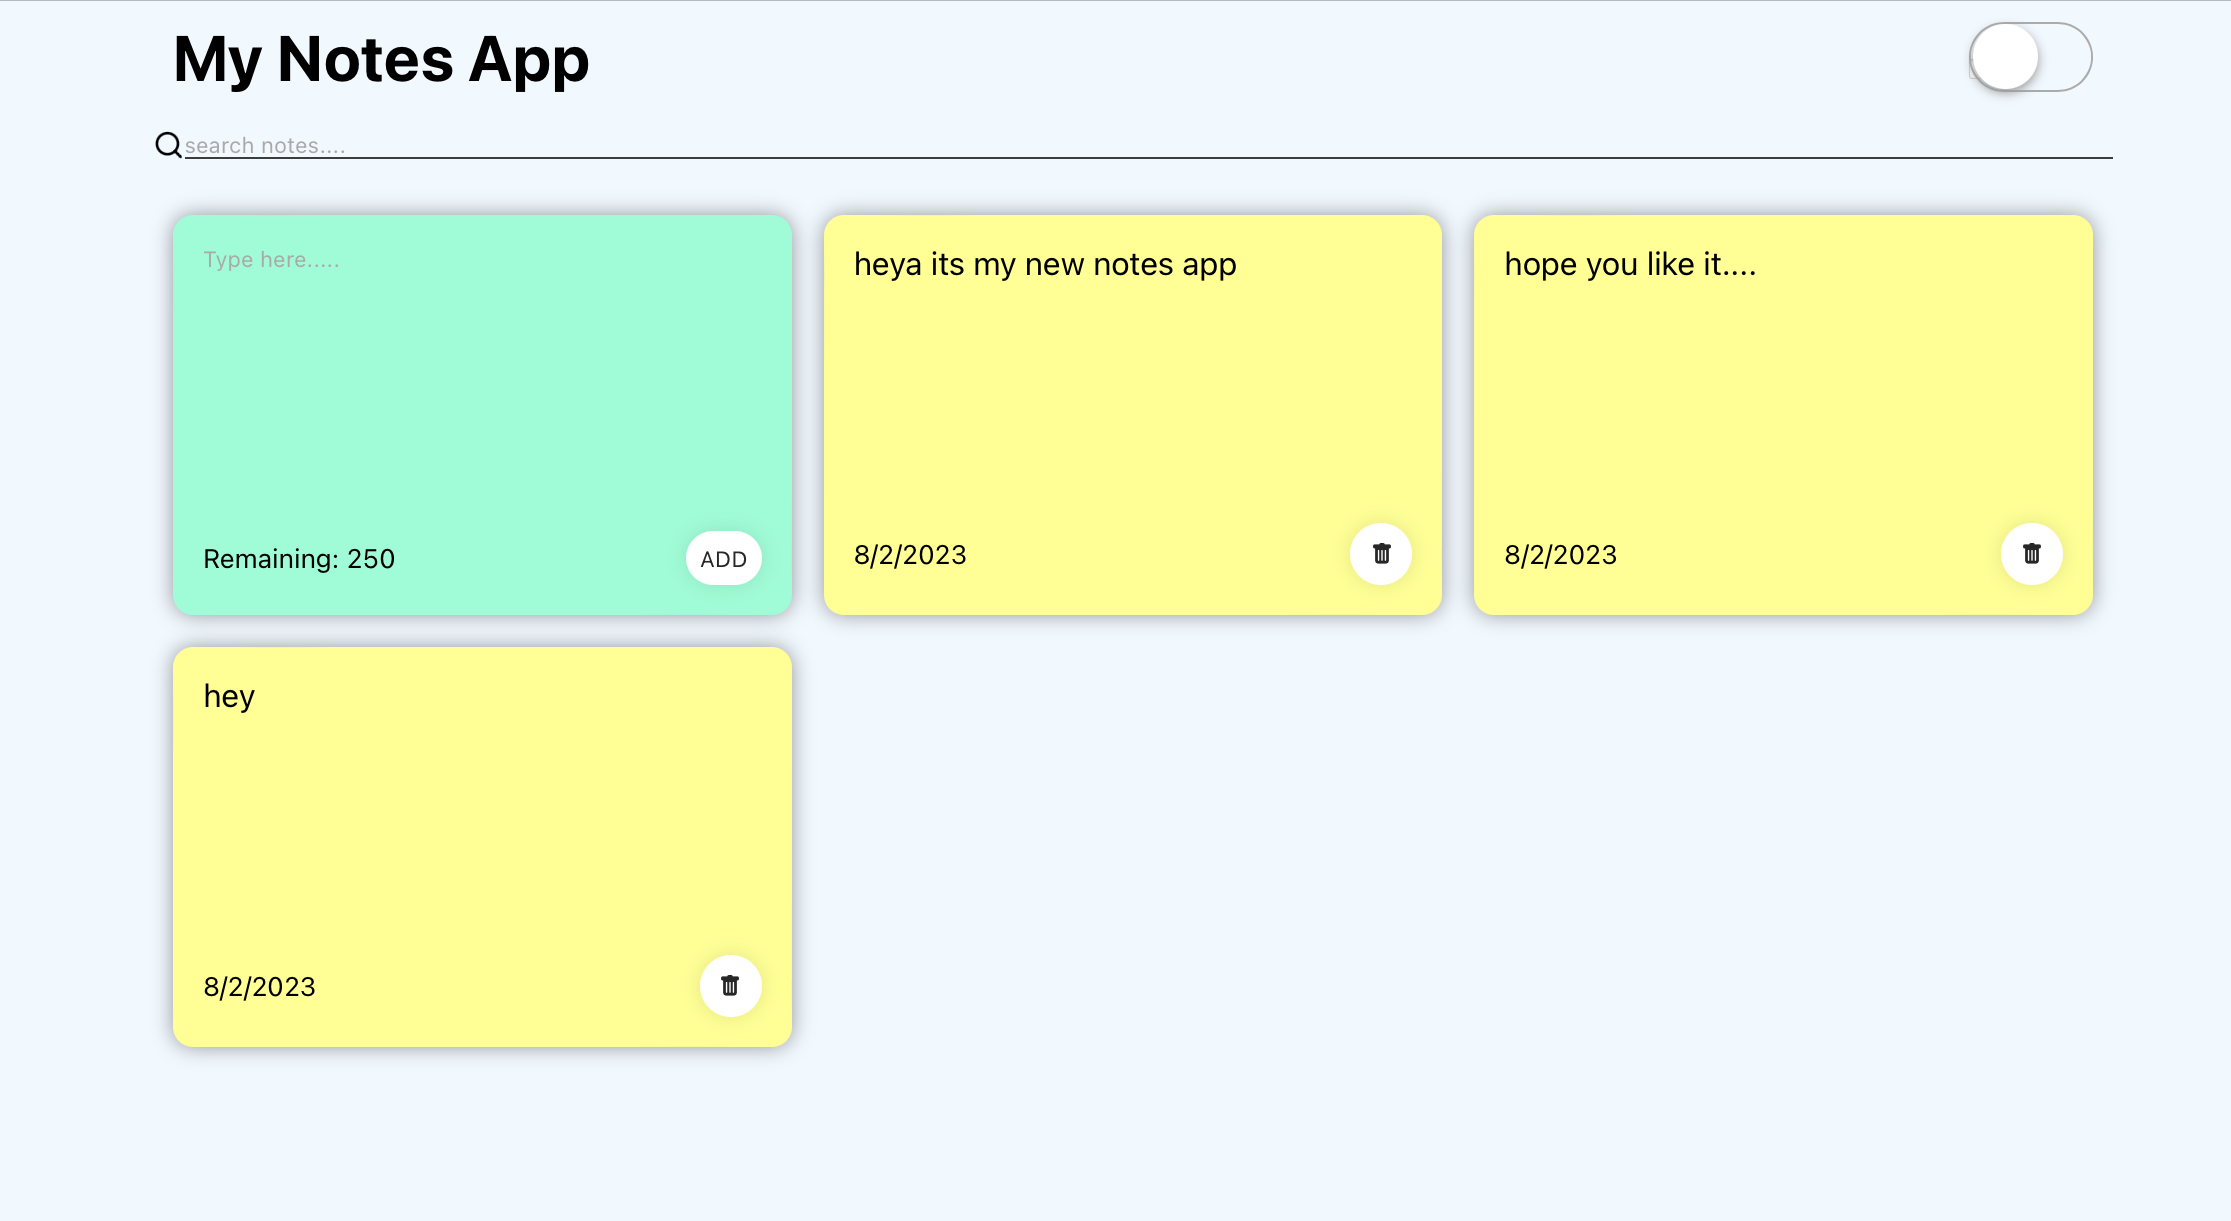 My Notes App
search notes....
Type here.....
Remaining: 250
ADD
heya its my new notes app
8/2/2023
hope you like it....
8/2/2023
hey
8/2/2023